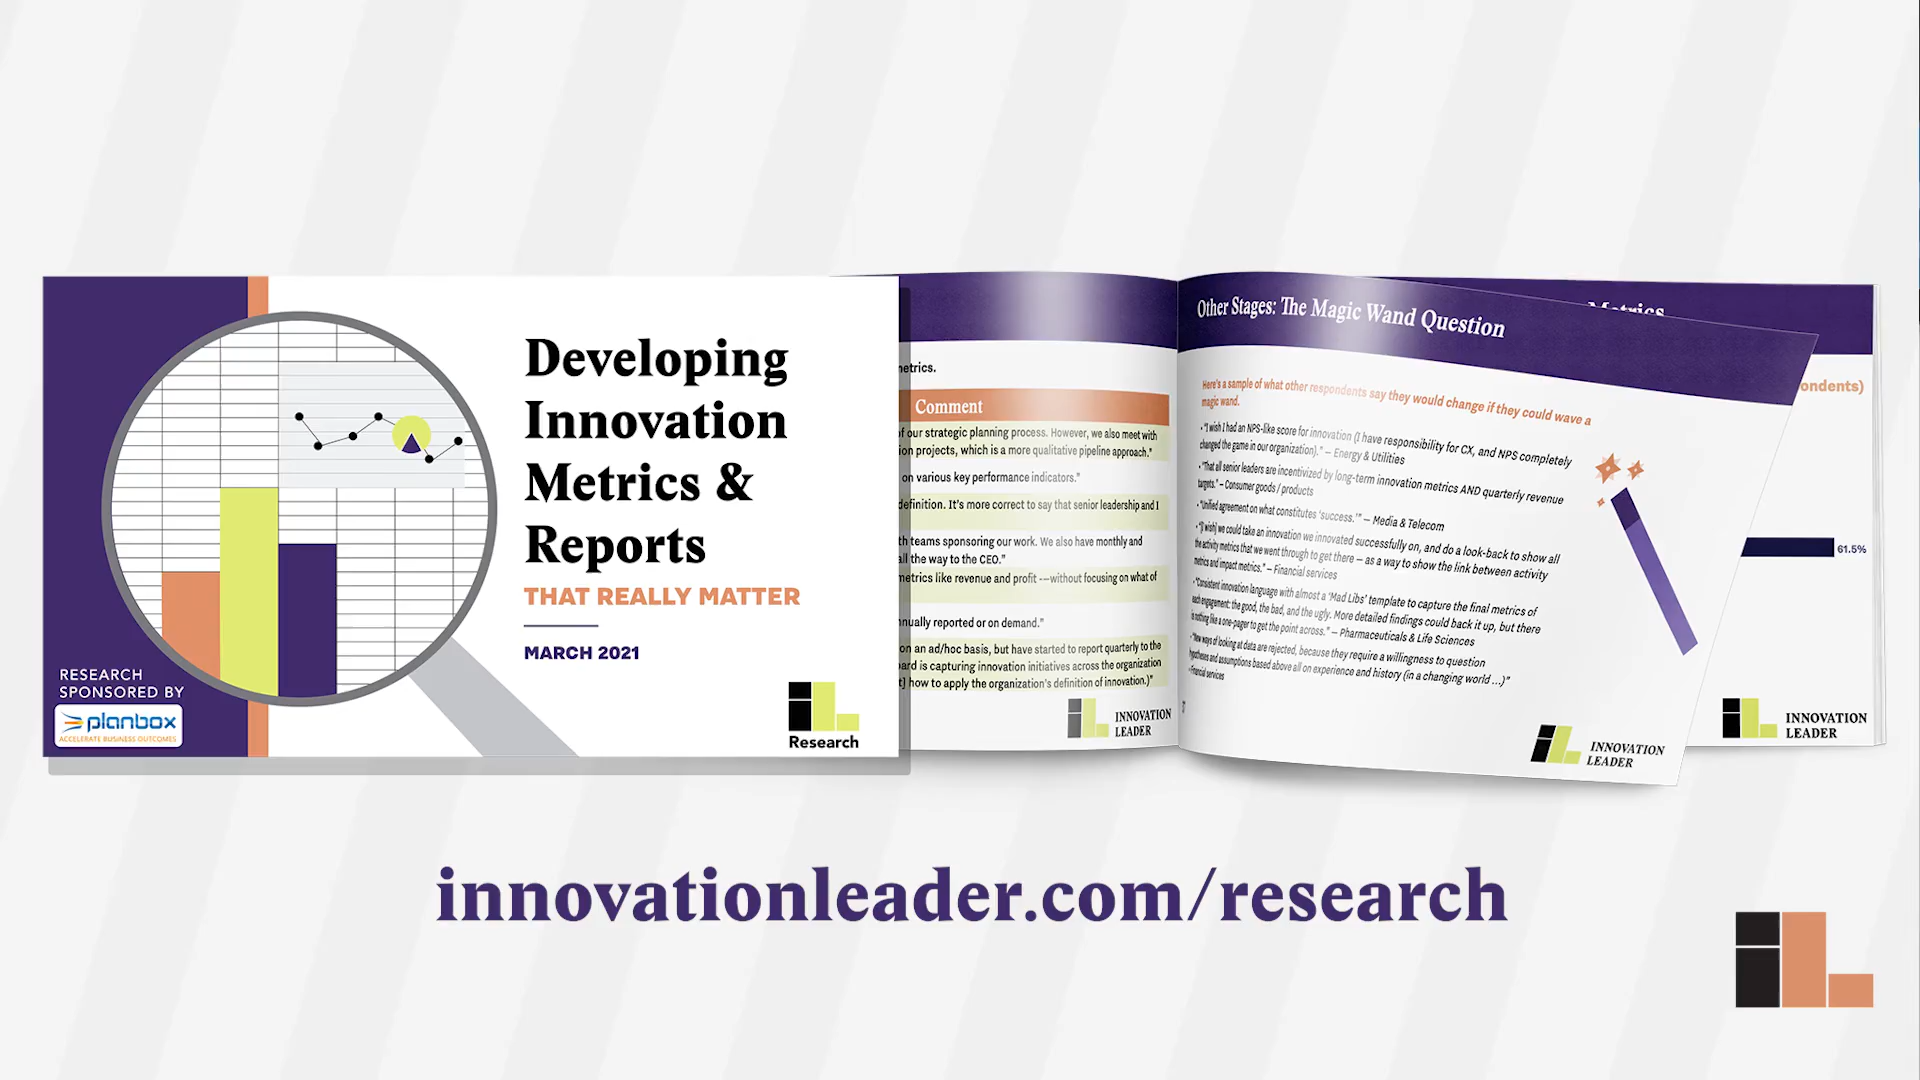 Developing
Innovation
Metrics &
Reports
THAT REALLY MATTER
MARCH 2021
RESEARCH
SPONSORED BY
planbox
ACCELERATE BUSINESS OUTCOMES
iL
Research
metrics.
Comment
of our strategic planning process. However, we also meet with
projects, which is a more qualitative pipeline approach."
on various key performance indicators."
definition. It's more correct to say that senior leadership and I
teams sponsoring our work. We also have monthly and
all the way to the CEO."
metrics like revenue and profit ---without focusing on what of
reported or on demand."
on an ad/hoc basis, but have started to report quarterly to the
is capturing innovation initiatives across the organization
how to apply the organization's definition of innovation.)"
iL INNOVATION
LEADER
Other Stages: The Magic Wand Question
Here's a sample of what other respondents say they would change if they could wave a
magic wand.
• "I wish I had an NPS-like score for innovation (I have responsibility for CX, and NPS completely
changed the game in our organization)." – Energy & Utilities
• "That all senior leaders are incentivized by long-term innovation metrics AND quarterly revenue
targets." – Consumer goods / products
• "Unified agreement on what constitutes 'success.'" – Media & Telecom
• "[I wish] we could take an innovation we innovated successfully on, and do a look-back to show all
the activity metrics that we went through to get there – as a way to show the link between activity
metrics and impact metrics." – Financial services
• "Consistent innovation language with almost a 'Mad Libs' template to capture the final metrics of
each engagement: the good, the bad, and the ugly. More detailed findings could back it up, but there
is nothing like a one-pager to get the point across." – Pharmaceuticals & Life Sciences
• "New ways of looking at data are rejected, because they require a willingness to question
hypotheses and assumptions based above all on experience and history (in a changing world ...)"
– Financial services
iL INNOVATION
LEADER
Metrics
61.5%
iL INNOVATION
LEADER
innovationleader.com/research
iL